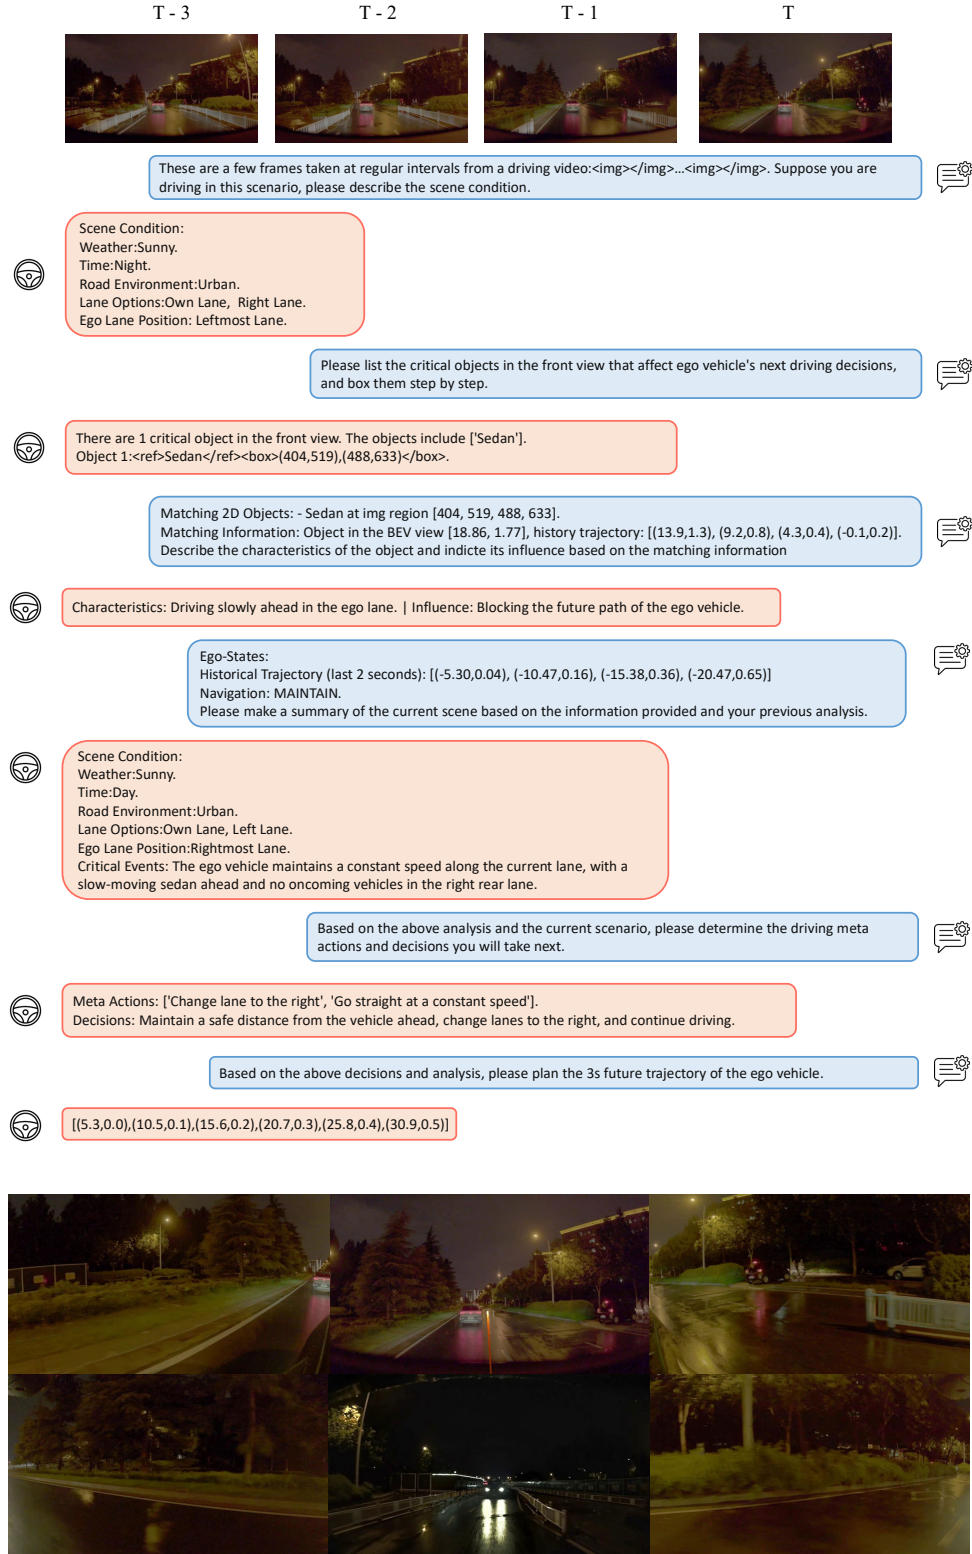 T - 3 T - 2 T - 1 T
These are a few frames taken at regular intervals from a driving video:<img></img>...<img></img>. Suppose you are
driving in this scenario, please describe the scene condition.
Scene Condition:
Weather:Sunny.
Time:Night.
Road Environment:Urban.
Lane Options:Own Lane, Right Lane.
Ego Lane Position: Leftmost Lane.
Please list the critical objects in the front view that affect ego vehicle's next driving decisions,
and box them step by step.
There are 1 critical object in the front view. The objects include ['Sedan'].
Object 1:<ref>Sedan</ref><box>(404,519),(488,633)</box>.
Matching 2D Objects: - Sedan at img region [404, 519, 488, 633].
Matching Information: Object in the BEV view [18.86, 1.77], history trajectory: [(13.9,1.3), (9.2,0.8), (4.3,0.4), (-0.1,0.2)].
Describe the characteristics of the object and indicte its influence based on the matching information
Characteristics: Driving slowly ahead in the ego lane. | Influence: Blocking the future path of the ego vehicle.
Ego-States:
Historical Trajectory (last 2 seconds): [(-5.30,0.04), (-10.47,0.16), (-15.38,0.36), (-20.47,0.65)]
Navigation: MAINTAIN.
Please make a summary of the current scene based on the information provided and your previous analysis.
Scene Condition:
Weather:Sunny.
Time:Day.
Road Environment:Urban.
Lane Options:Own Lane, Left Lane.
Ego Lane Position:Rightmost Lane.
Critical Events: The ego vehicle maintains a constant speed along the current lane, with a
slow-moving sedan ahead and no oncoming vehicles in the right rear lane.
Based on the above analysis and the current scenario, please determine the driving meta
actions and decisions you will take next.
Meta Actions: ['Change lane to the right', 'Go straight at a constant speed'].
Decisions: Maintain a safe distance from the vehicle ahead, change lanes to the right, and continue driving.
Based on the above decisions and analysis, please plan the 3s future trajectory of the ego vehicle.
[(5.3,0.0),(10.5,0.1),(15.6,0.2),(20.7,0.3),(25.8,0.4),(30.9,0.5)]